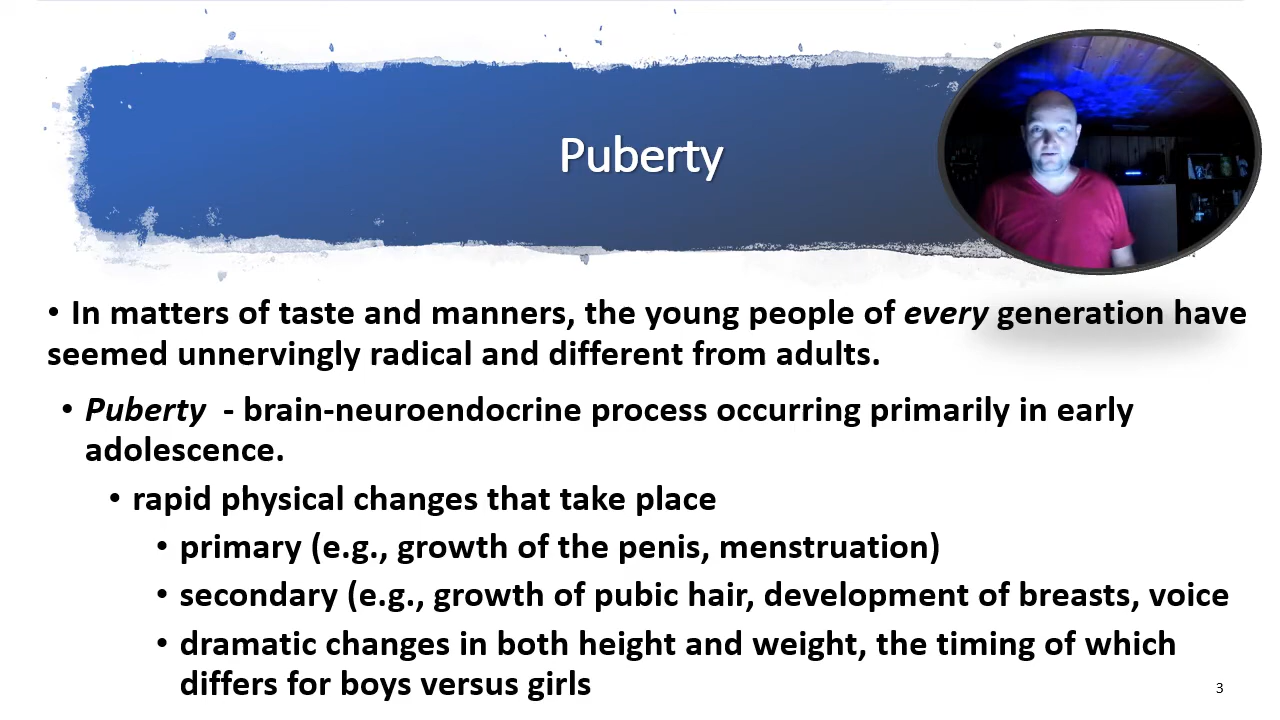 Puberty
• In matters of taste and manners, the young people of every generation have
seemed unnervingly radical and different from adults.
• Puberty - brain-neuroendocrine process occurring primarily in early
adolescence.
• rapid physical changes that take place
• primary (e.g., growth of the penis, menstruation)
• secondary (e.g., growth of pubic hair, development of breasts, voice
• dramatic changes in both height and weight, the timing of which
differs for boys versus girls
3